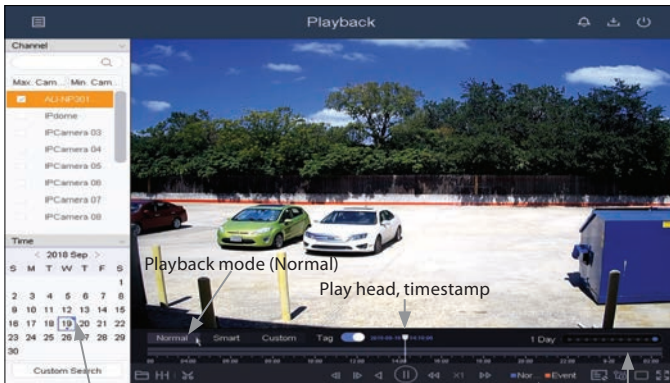 Playback
Channel
Max. Cam... Min. Cam...
IPdome
IPCamera 03
IPCamera 04
IPCamera 05
IPCamera 06
IPCamera 07
IPCamera 08
Time
< 2018 Sep >
S M T W T F S
1
2 3 4 5 6 7 8
9 10 11 12 13 14 15
16 17 18 19 20 21 22
23 24 25 26 27 28 29
30
Custom Search
Playback mode (Normal)
Play head, timestamp
Normal Smart Custom Tag 1 Day
X1 Nor... Event